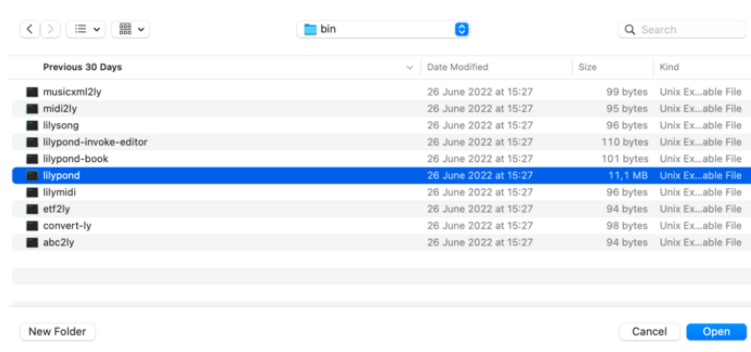 bin
Search
Previous 30 Days Date Modified Size Kind
musicxml2ly 26 June 2022 at 15:27 99 bytes Unix Ex...able File
midi2ly 26 June 2022 at 15:27 95 bytes Unix Ex...able File
lilysong 26 June 2022 at 15:27 96 bytes Unix Ex...able File
lilypond-invoke-editor 26 June 2022 at 15:27 110 bytes Unix Ex...able File
lilypond-book 26 June 2022 at 15:27 101 bytes Unix Ex...able File
lilypond 26 June 2022 at 15:27 11,1 MB Unix Ex...able File
lilymidi 26 June 2022 at 15:27 96 bytes Unix Ex...able File
etf2ly 26 June 2022 at 15:27 94 bytes Unix Ex...able File
convert-ly 26 June 2022 at 15:27 98 bytes Unix Ex...able File
abc2ly 26 June 2022 at 15:27 94 bytes Unix Ex...able File
New Folder Cancel Open